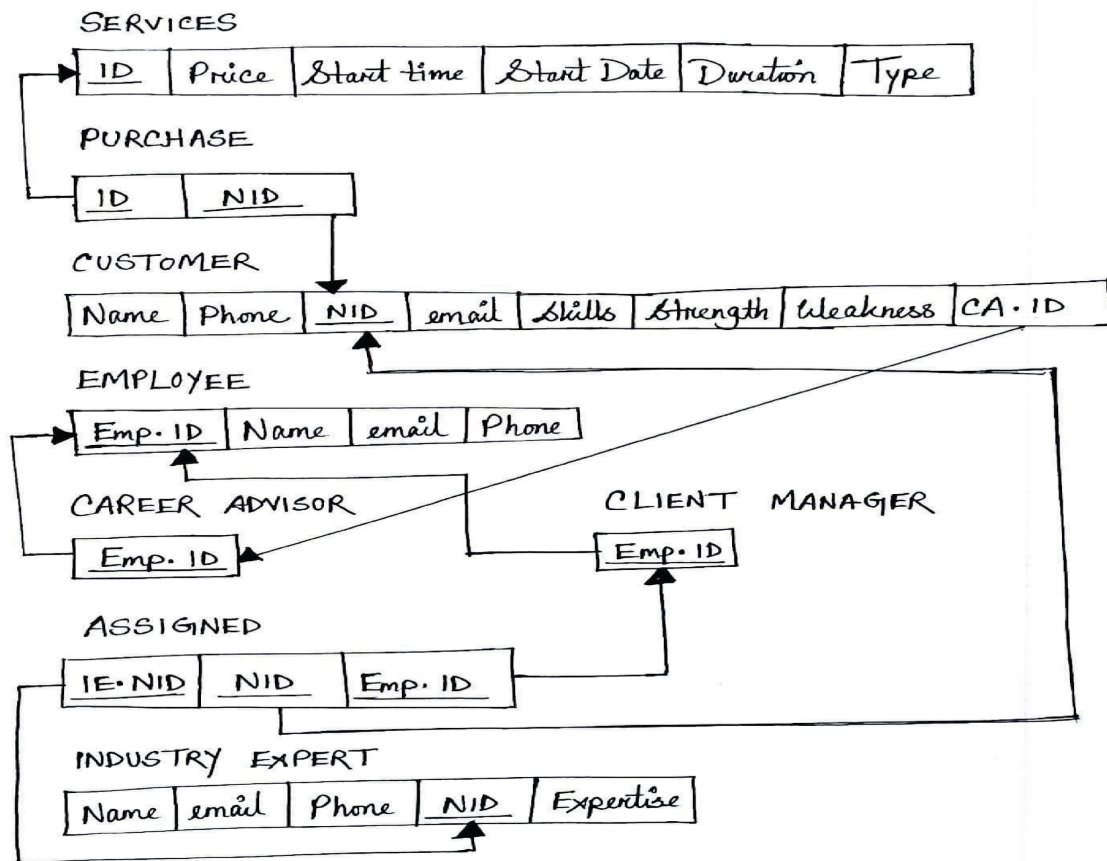 SERVICES
ID Price Start time Start Date Duration Type
PURCHASE
ID NID
CUSTOMER
Name Phone NID email Skills Strength Weakness CA. ID
EMPLOYEE
Emp. ID Name email Phone
CAREER ADVISOR
Emp. ID
CLIENT MANAGER
Emp. ID
ASSIGNED
IE. NID NID Emp. ID
INDUSTRY EXPERT
Name email Phone NID Expertise